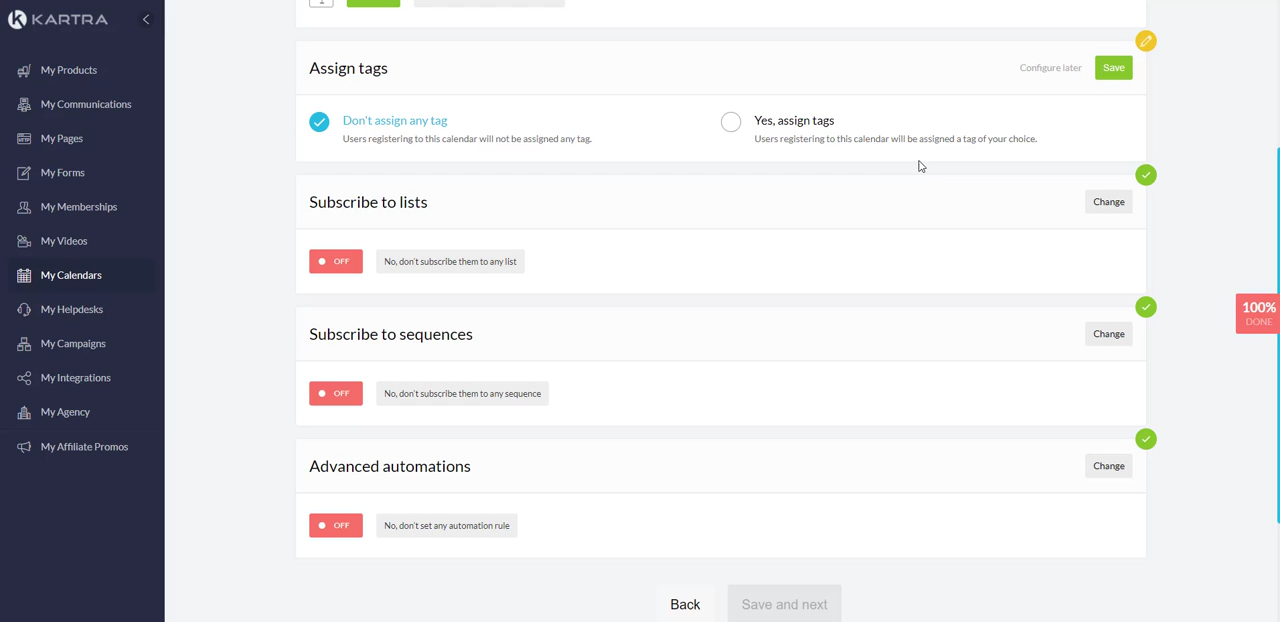 KARTRA
My Products
My Communications
My Pages
My Forms
My Memberships
My Videos
My Calendars
My Helpdesks
My Campaigns
My Integrations
My Agency
My Affiliate Promos
Assign tags
Configure later
Save
Don't assign any tag
Users registering to this calendar will not be assigned any tag.
Yes, assign tags
Users registering to this calendar will be assigned a tag of your choice.
Subscribe to lists
Change
OFF
No, don't subscribe them to any list
Subscribe to sequences
Change
OFF
No, don't subscribe them to any sequence
Advanced automations
Change
OFF
No, don't set any automation rule
Back
Save and next
100%
DONE